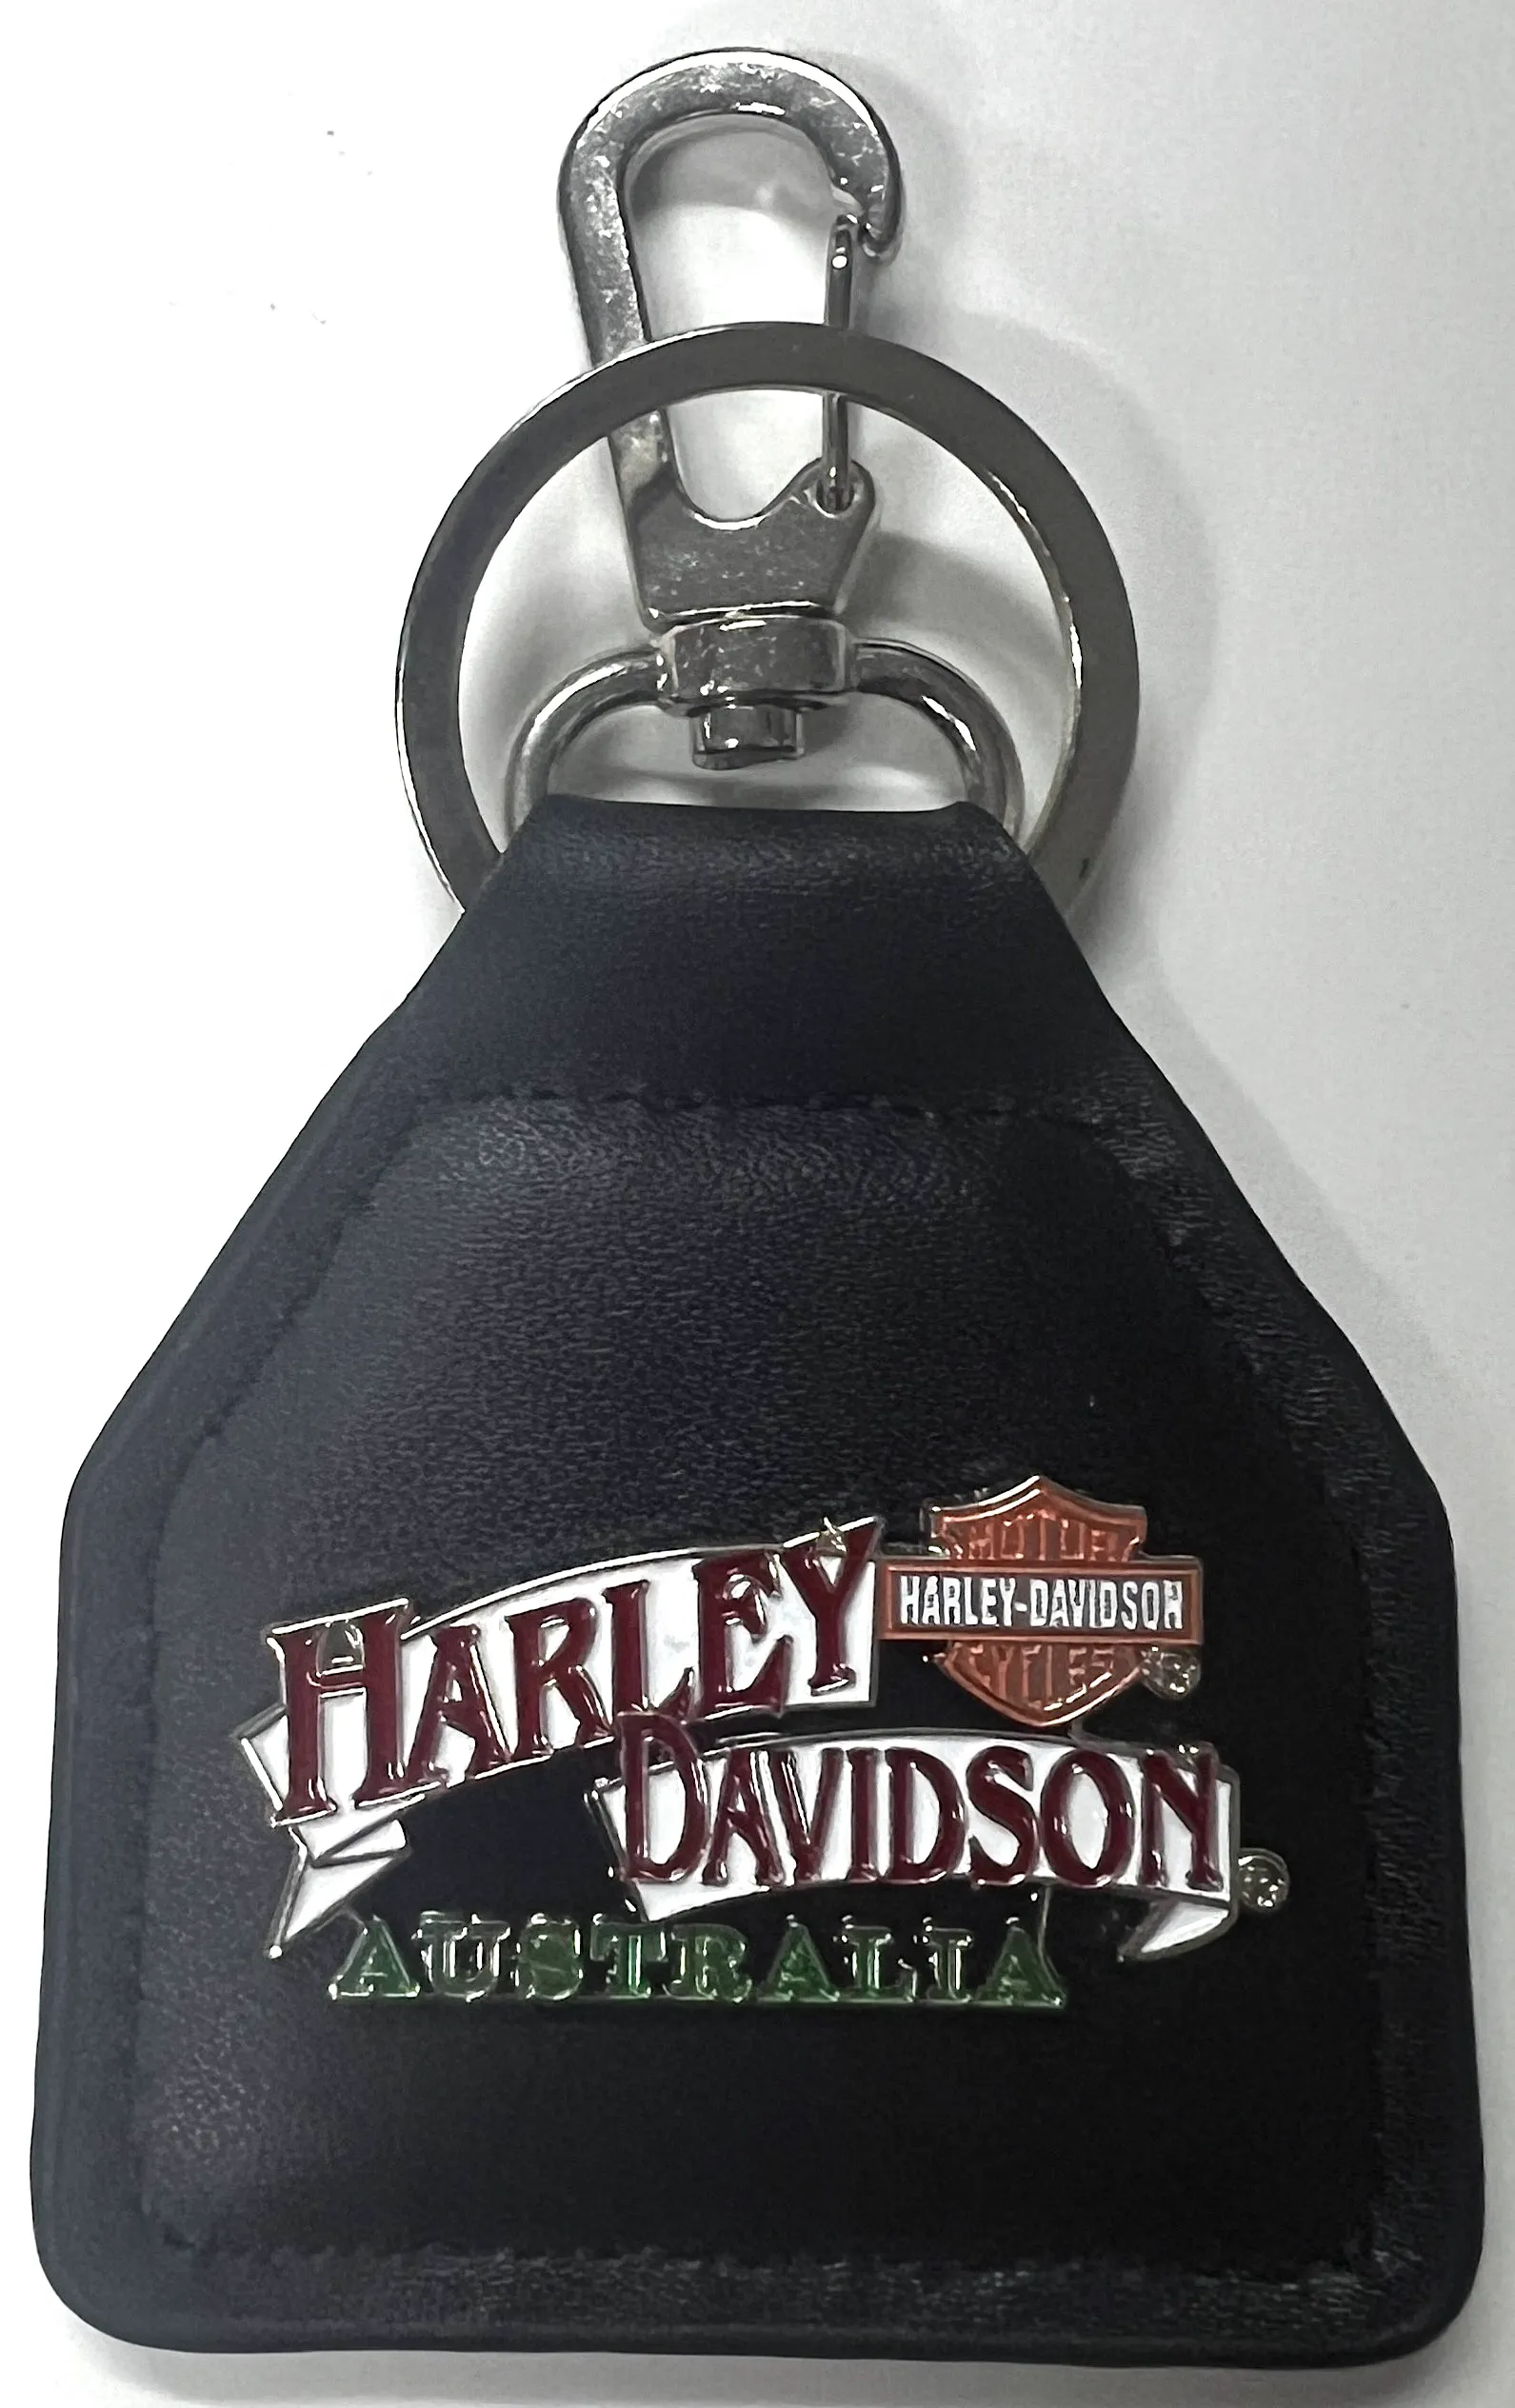 HARLEY
MOTOR
HARLEY-DAVIDSON
CYCLES
®
DAVIDSON
®
AUSTRALIA